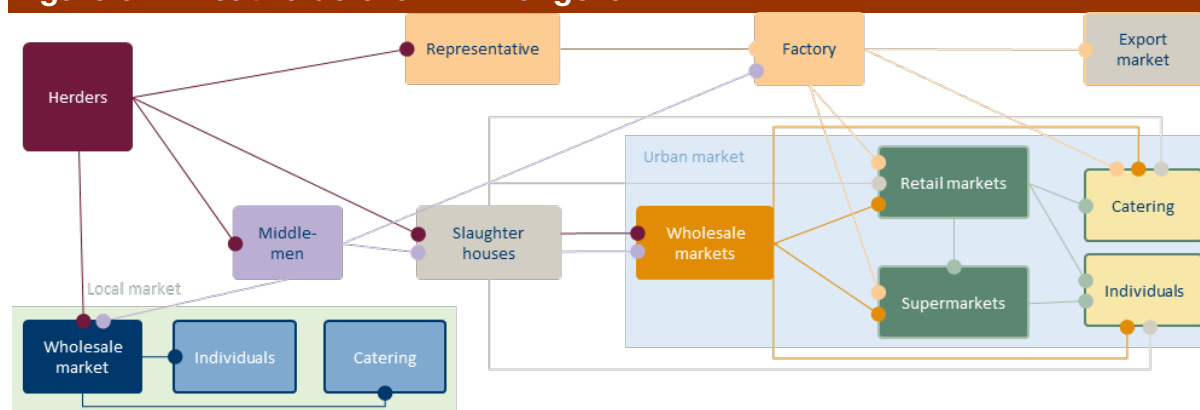 Representative
Factory
Export
market
Herders
Urban market
Retail markets
Catering
Middle-
men
Slaughter
houses
Wholesale
markets
Local market
Supermarkets
Individuals
Wholesale
market
Individuals
Catering